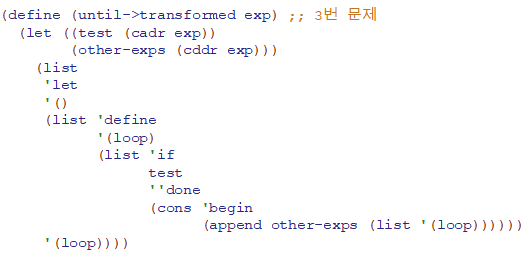 (define (until->transformed exp) ;; 3번 문제
  (let ((test (cadr exp))
        (other-exps (cddr exp)))
    (list
     'let
     '()
     (list 'define
           '(loop)
           (list 'if
                 test
                 ''done
                 (cons 'begin
                       (append other-exps (list '(loop))))))
     '(loop))))